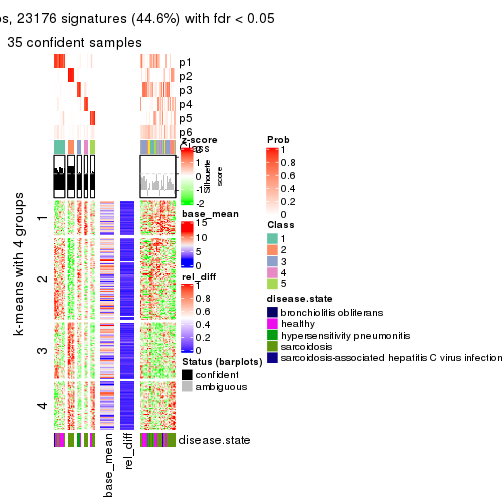 os, 23176 signatures (44.6%) with fdr < 0.05
35 confident samples
p1
p2
p3
p4
p5
p6
Class
Silhouette
score
k-means with 4 groups
1
2
3
4
base_mean
rel_diff
disease.state
z-score
-2
base_mean
15
10
5
0
rel_diff
1
0.8
0.6
0.4
0.2
0
Status (barplots)
confident
ambiguous
Prob
1
0.8
0.6
0.4
0.2
0
Class
1
2
3
4
5
disease.state
bronchiolitis obliterans
healthy
hypersensitivity pneumonitis
sarcoidosis
sarcoidosis-associated hepatitis C virus infection